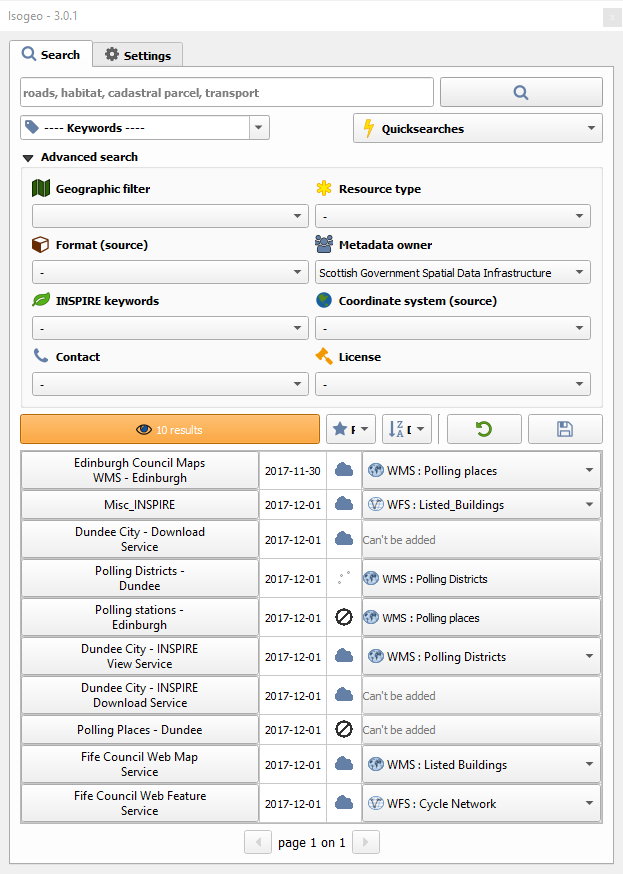 Isogeo - 3.0.1
Search
Settings
roads, habitat, cadastral parcel, transport
---- Keywords ----
Quicksearches
Advanced search
Geographic filter
Resource type
-
Format (source)
Metadata owner
-
Scottish Government Spatial Data Infrastructure
INSPIRE keywords
Coordinate system (source)
-
-
Contact
License
-
-
10 results
Edinburgh Council Maps
WMS - Edinburgh
2017-11-30
WMS : Polling places
Misc_INSPIRE
2017-12-01
WFS : Listed_Buildings
Dundee City - Download
Service
2017-12-01
Can't be added
Polling Districts -
Dundee
2017-12-01
WMS : Polling Districts
Polling stations -
Edinburgh
2017-12-01
WMS : Polling places
Dundee City - INSPIRE
View Service
2017-12-01
WMS : Polling Districts
Dundee City - INSPIRE
Download Service
2017-12-01
Can't be added
Polling Places - Dundee
2017-12-01
Can't be added
Fife Council Web Map
Service
2017-12-01
WMS : Listed Buildings
Fife Council Web Feature
Service
2017-12-01
WFS : Cycle Network
page 1 on 1